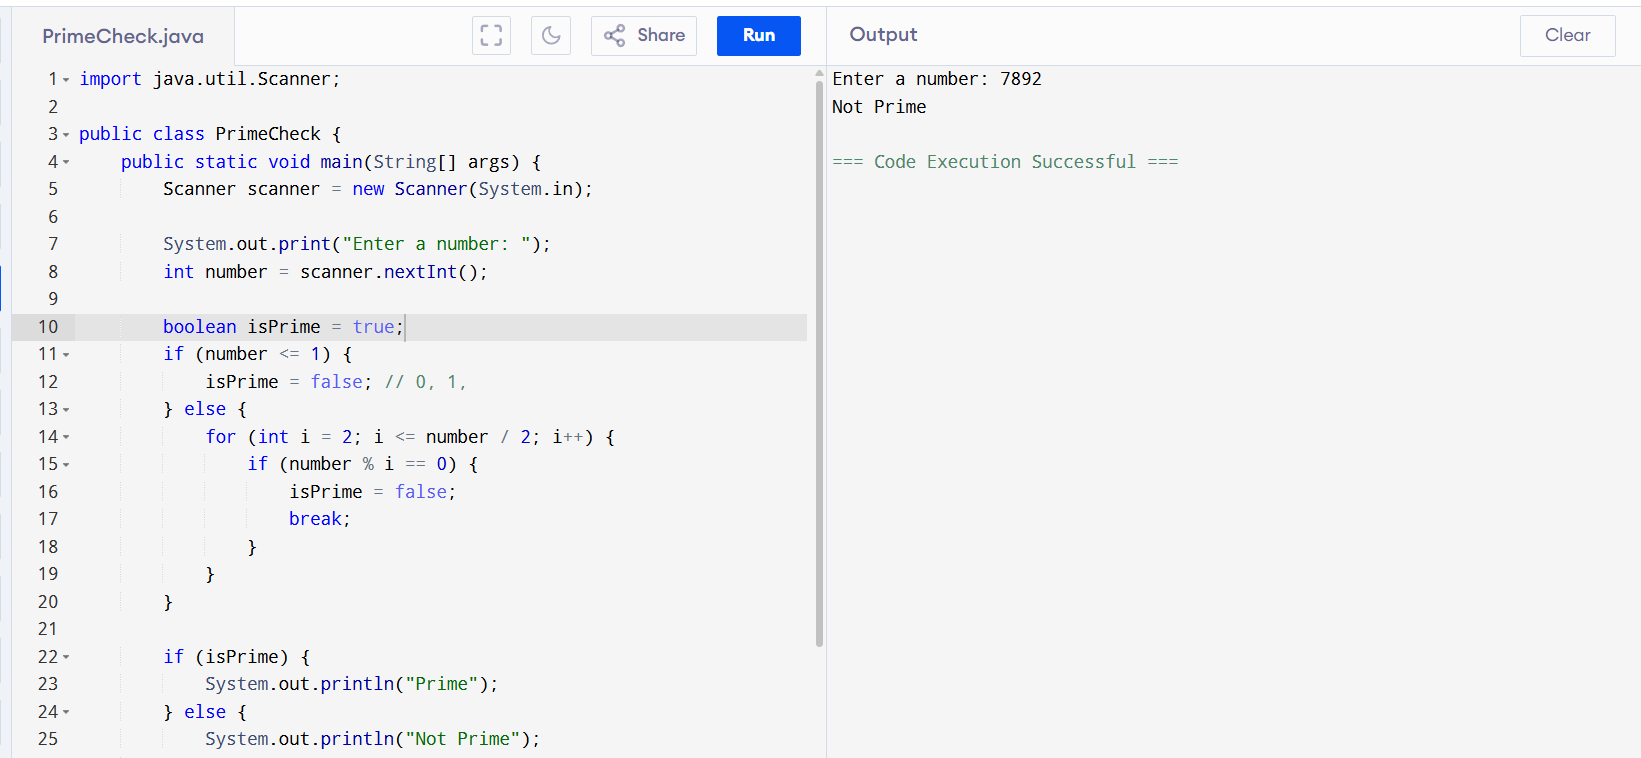 PrimeCheck.java
Share
Run
Output
Clear
1 import java.util.Scanner;
2
3 public class PrimeCheck {
4     public static void main(String[] args) {
5         Scanner scanner = new Scanner(System.in);
6
7         System.out.print("Enter a number: ");
8         int number = scanner.nextInt();
9
10         boolean isPrime = true;
11         if (number <= 1) {
12             isPrime = false; // 0, 1,
13         } else {
14             for (int i = 2; i <= number / 2; i++) {
15                 if (number % i == 0) {
16                     isPrime = false;
17                     break;
18                 }
19             }
20         }
21
22         if (isPrime) {
23             System.out.println("Prime");
24         } else {
25             System.out.println("Not Prime");
Enter a number: 7892
Not Prime
=== Code Execution Successful ===